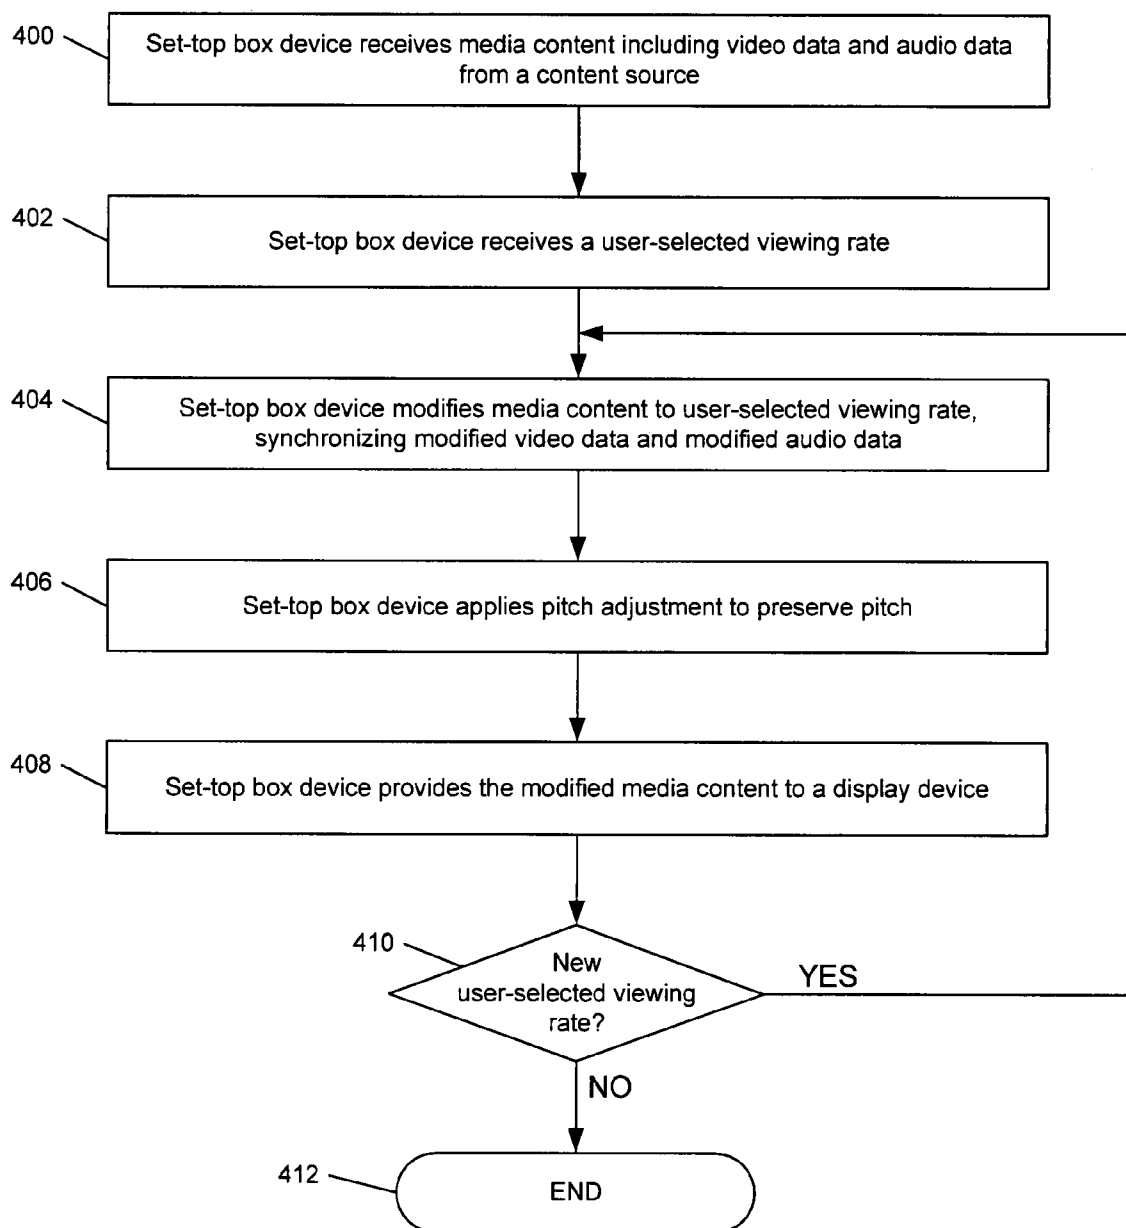 400
Set-top box device receives media content including video data and audio data
from a content source
402
Set-top box device receives a user-selected viewing rate
404
Set-top box device modifies media content to user-selected viewing rate,
synchronizing modified video data and modified audio data
406
Set-top box device applies pitch adjustment to preserve pitch
408
Set-top box device provides the modified media content to a display device
410
New
user-selected viewing
rate?
YES
NO
412
END